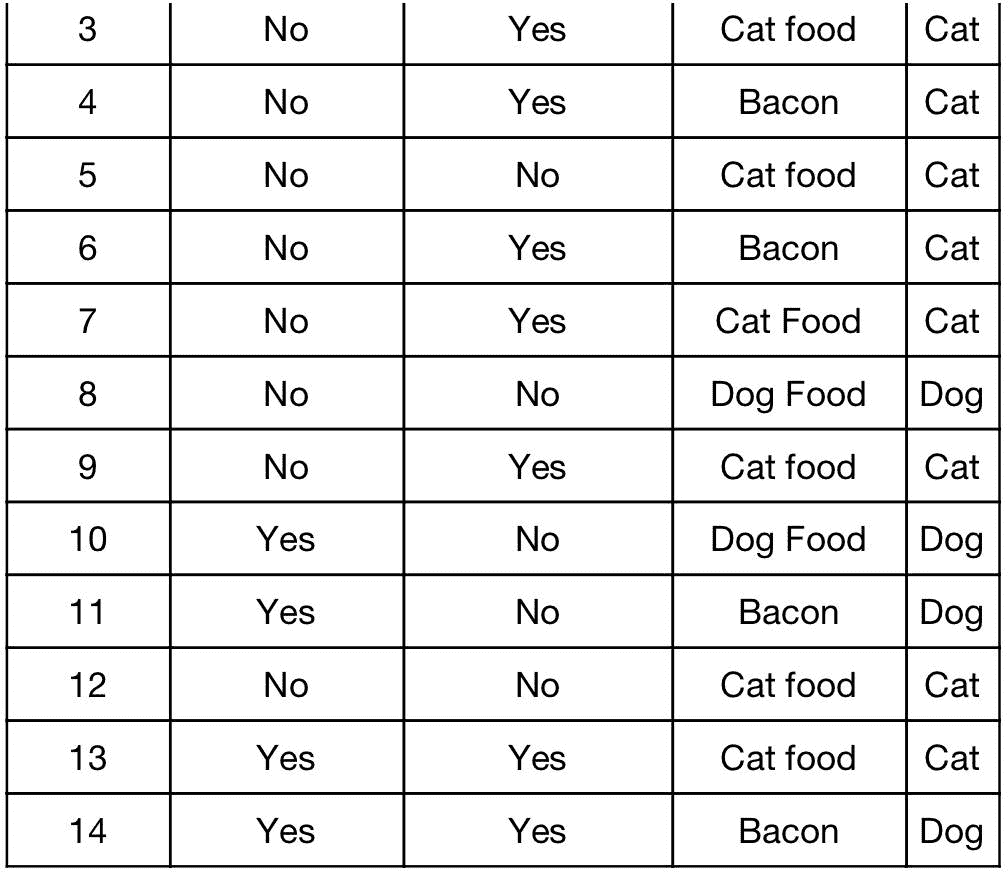 3 No Yes Cat food Cat
4 No Yes Bacon Cat
5 No No Cat food Cat
6 No Yes Bacon Cat
7 No Yes Cat Food Cat
8 No No Dog Food Dog
9 No Yes Cat food Cat
10 Yes No Dog Food Dog
11 Yes No Bacon Dog
12 No No Cat food Cat
13 Yes Yes Cat food Cat
14 Yes Yes Bacon Dog